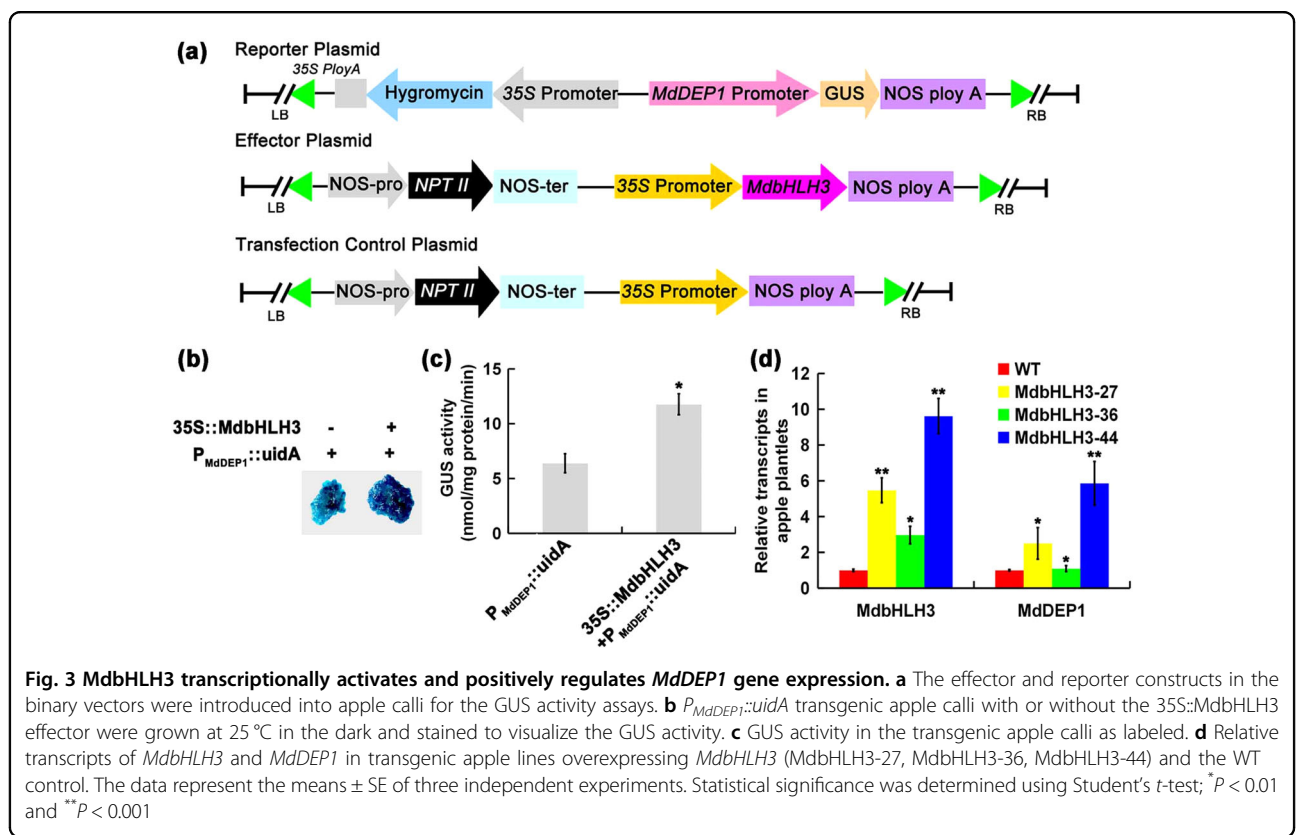 (a)
Reporter Plasmid
35S PloyA
Hygromycin 35S Promoter MdDEP1 Promoter GUS NOS ploy A
LB RB
Effector Plasmid
NOS-pro NPT II NOS-ter 35S Promoter MdbHLH3 NOS ploy A
LB RB
Transfection Control Plasmid
NOS-pro NPT II NOS-ter 35S Promoter NOS ploy A
LB RB
(b)
35S::MdbHLH3 - +
PMdDEP1::uidA + +
(c)
GUS activity
(nmol/mg protein/min)
15
10
5
0
*
PMdDEP1::uidA
35S::MdbHLH3
+PMdDEP1::uidA
(d)
Relative transcripts in
apple plantlets
12
10
8
6
4
2
0
WT
MdbHLH3-27
MdbHLH3-36
MdbHLH3-44
** * **
* * **
MdbHLH3 MdDEP1
Fig. 3 MdbHLH3 transcriptionally activates and positively regulates MdDEP1 gene expression. a The effector and reporter constructs in the
binary vectors were introduced into apple calli for the GUS activity assays. b PMdDEP1::uidA transgenic apple calli with or without the 35S::MdbHLH3
effector were grown at 25 °C in the dark and stained to visualize the GUS activity. c GUS activity in the transgenic apple calli as labeled. d Relative
transcripts of MdbHLH3 and MdDEP1 in transgenic apple lines overexpressing MdbHLH3 (MdbHLH3-27, MdbHLH3-36, MdbHLH3-44) and the WT
control. The data represent the means ± SE of three independent experiments. Statistical significance was determined using Student's t-test; *P < 0.01
and **P < 0.001